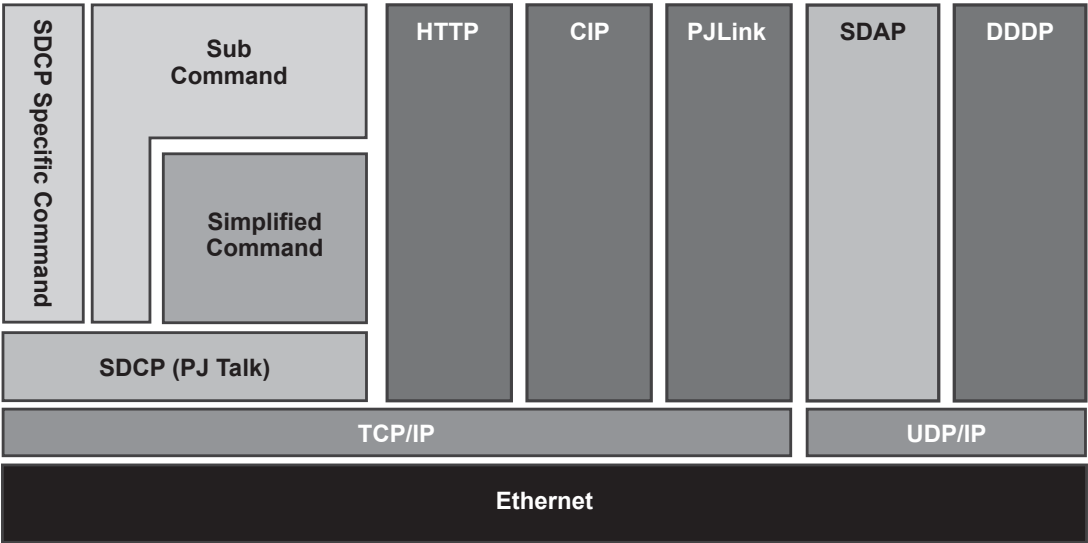 SDCP Specific Command
Sub
Command
Simplified
Command
SDCP (PJ Talk)
HTTP
CIP
PJLink
SDAP
DDDP
TCP/IP
UDP/IP
Ethernet